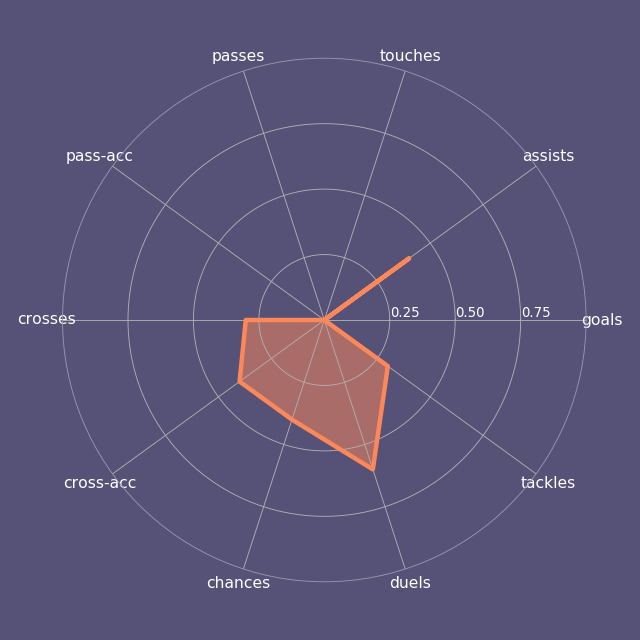 passes
touches
pass-acc
assists
crosses
0.25
0.50
0.75
goals
cross-acc
tackles
chances
duels